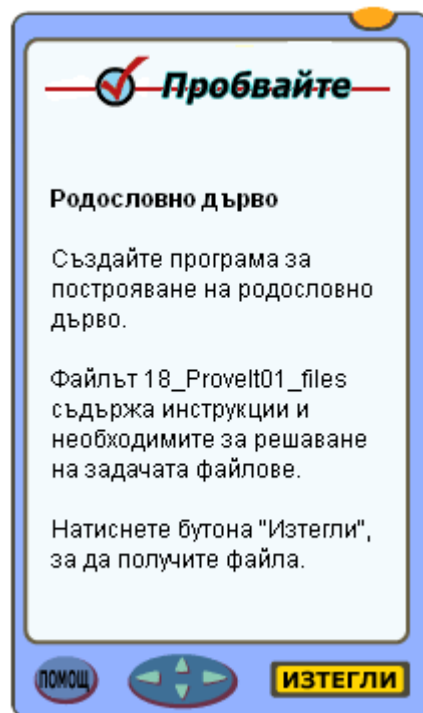 Пробвайте
Родословно дърво
Създайте програма за
построяване на родословно
дърво.
Файлът 18_ProveIt01_files
съдържа инструкции и
необходимите за решаване
на задачата файлове.
Натиснете бутона "Изтегли",
за да получите файла.
ПОМОЩ
ИЗТЕГЛИ